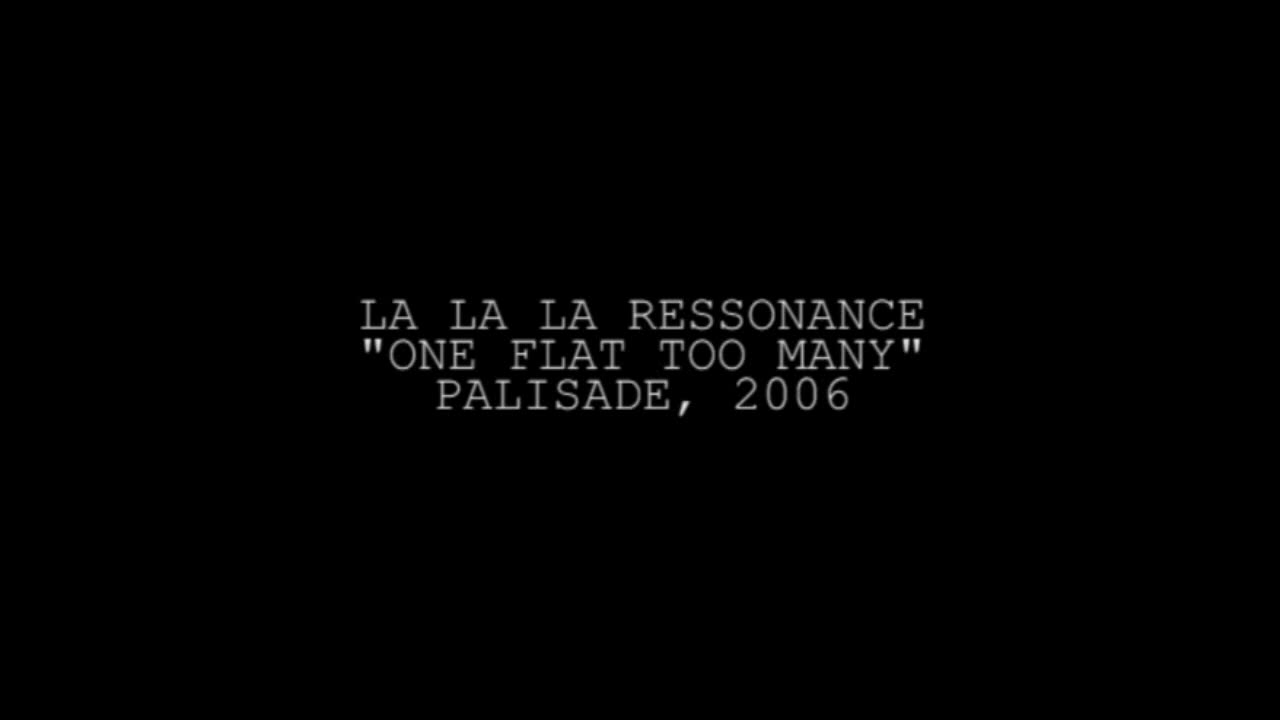 LA LA LA RESSONANCE
"ONE FLAT TOO MANY"
PALISADE, 2006